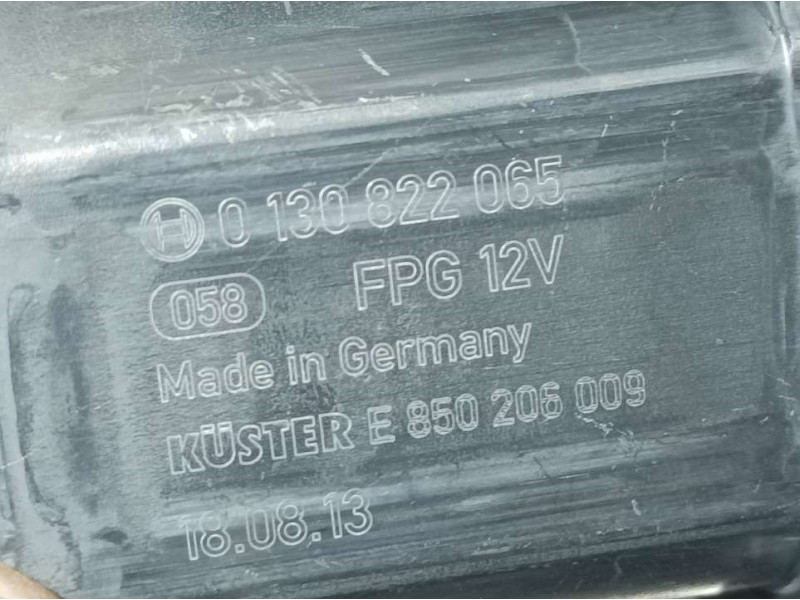 0 130 822 065
058 FPG 12V
Made in Germany
KÜSTER E 850 206 009
18.08.13